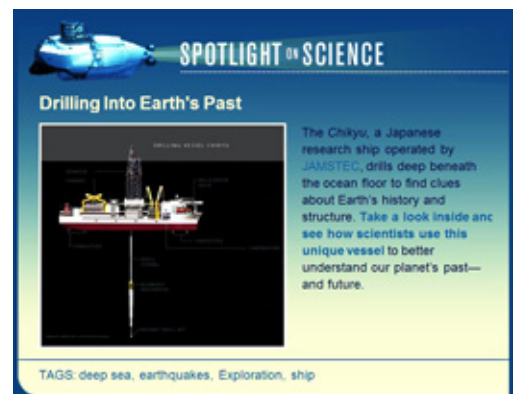 SPOTLIGHT ON SCIENCE
Drilling Into Earth's Past
DRILLING VESSEL CHIKYU
The Chikyu, a Japanese
research ship operated by
JAMSTEC, drills deep beneath
the ocean floor to find clues
about Earth's history and
structure. Take a look inside and
see how scientists use this
unique vessel to better
understand our planet's past—
and future.
TAGS: deep sea, earthquakes, Exploration, ship